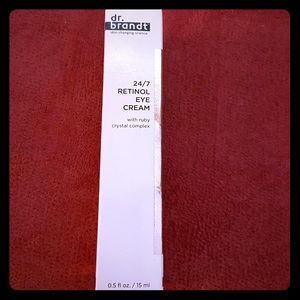 dr.
brandt
skin changing science
24/7
RETINOL
EYE
CREAM
with ruby
crystal complex
0.5 fl oz. / 15 ml